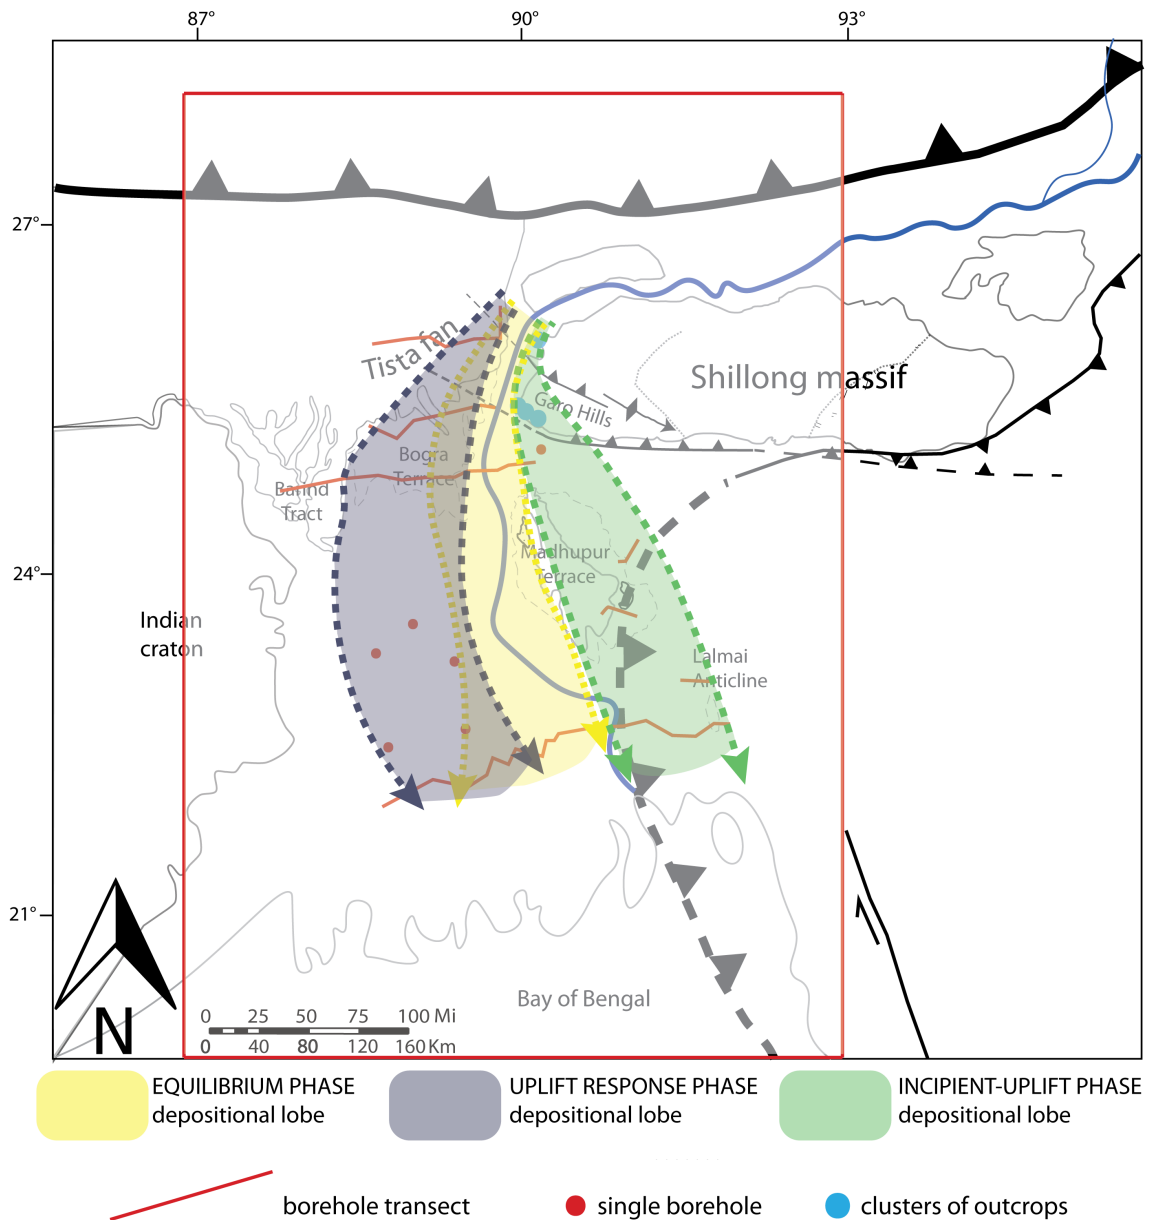 87°
90°
93°
27°
24°
21°
Tista fan
Shillong massif
Garo Hills
Bogra
Terrace
Barind
Tract
Madhupur
Terrace
Indian
craton
Lalmai
Anticline
Bay of Bengal
N
0 25 50 75 100 Mi
0 40 80 120 160 Km
EQUILIBRIUM PHASE
depositional lobe
UPLIFT RESPONSE PHASE
depositional lobe
INCIPIENT-UPLIFT PHASE
depositional lobe
borehole transect
single borehole
clusters of outcrops